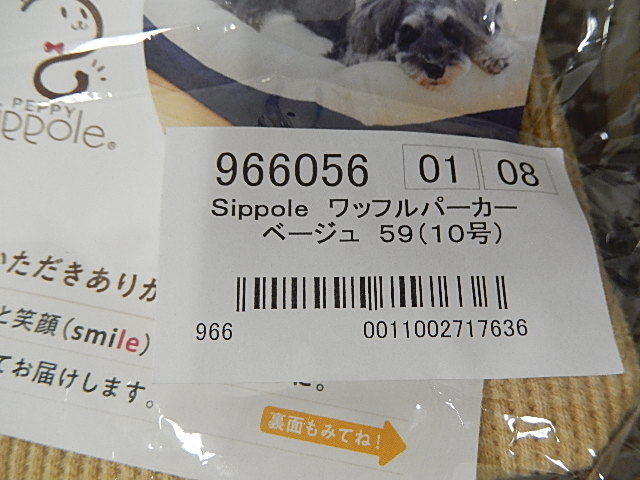 PEPPY
ippole®
966056 01 08
Sippole ワッフルパーカー
ベージュ 59(10号)
966 0011002717636
いただきありが
と笑顔(smile)
てお届けします。
た。
裏面もみてね!